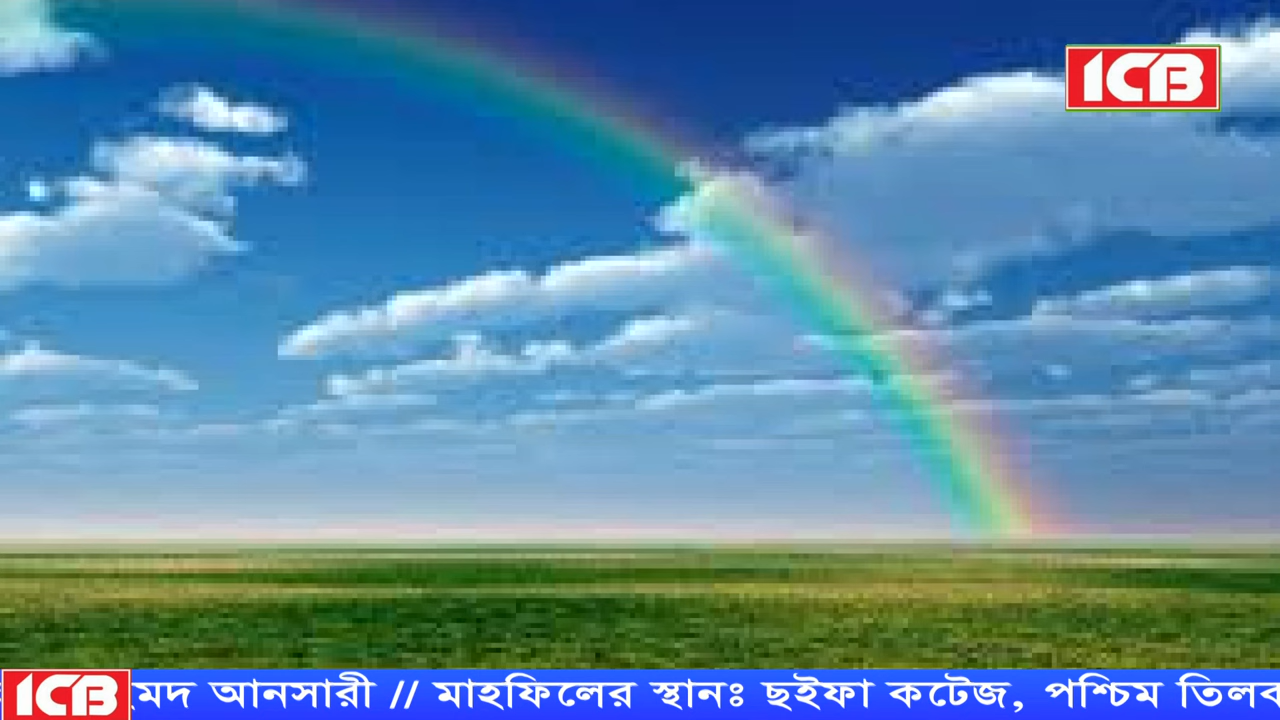 ICB
ICB মদ আনসারী // মাহফিলের স্থানঃ ছইফা কটেজ, পশ্চিম